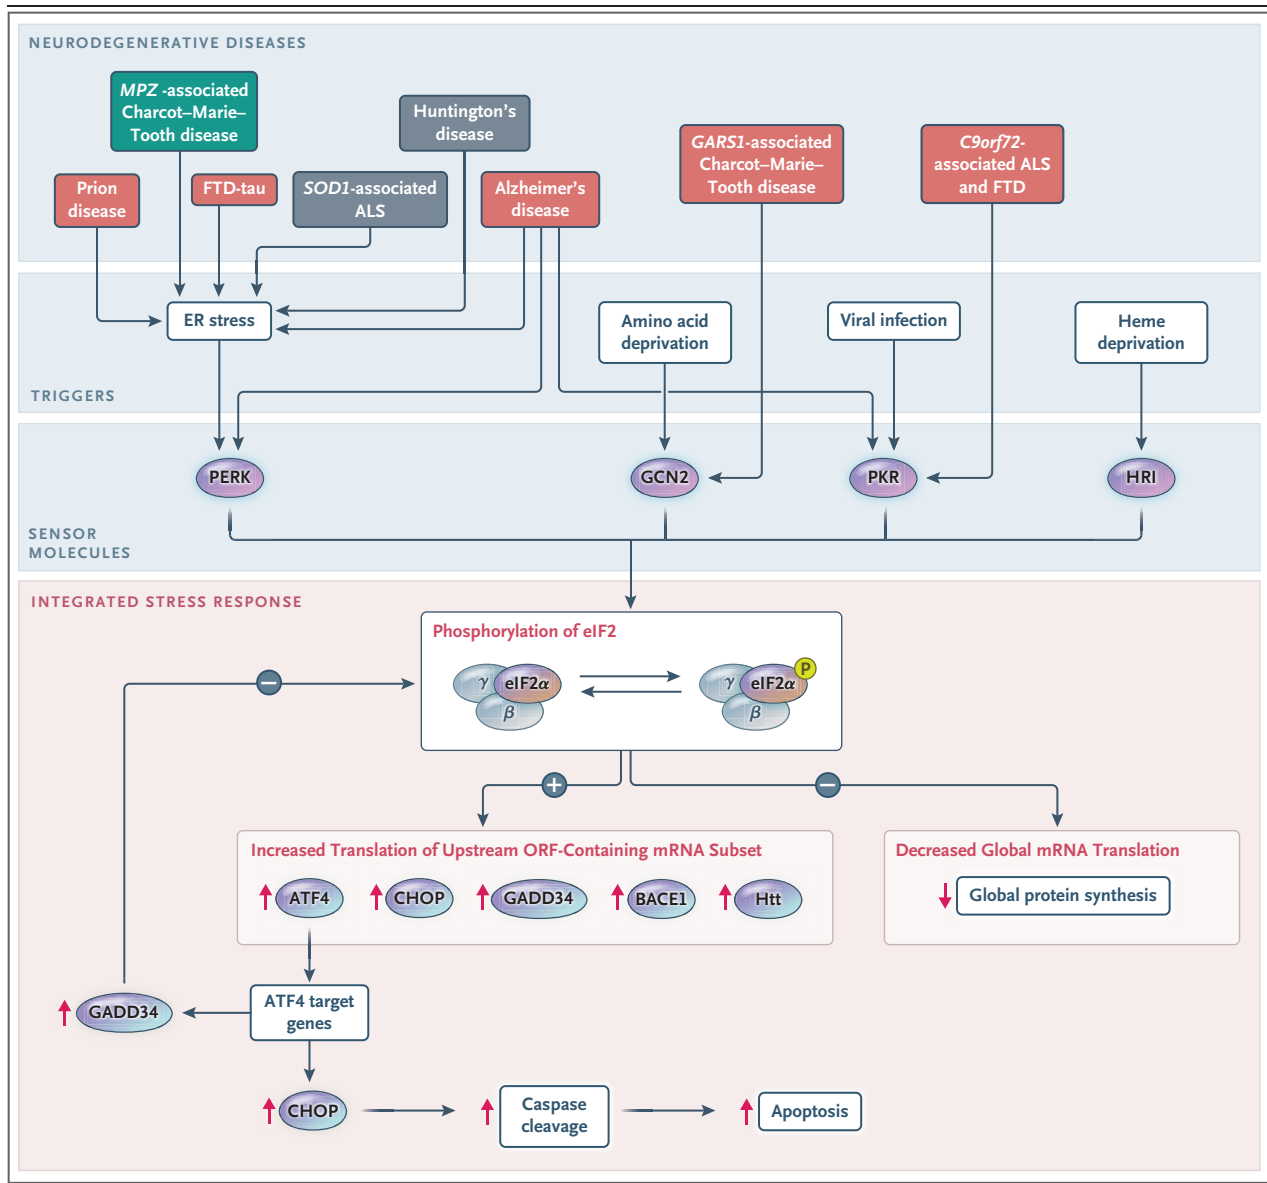 NEURODEGENERATIVE DISEASES
MPZ -associated
Charcot–Marie–
Tooth disease
Huntington's
disease
GARS1-associated
Charcot–Marie–
Tooth disease
C9orf72-
associated ALS
and FTD
Prion
disease
FTD-tau
SOD1-associated
ALS
Alzheimer's
disease
ER stress
Amino acid
deprivation
Viral infection
Heme
deprivation
TRIGGERS
PERK
GCN2
PKR
HRI
SENSOR
MOLECULES
INTEGRATED STRESS RESPONSE
Phosphorylation of eIF2
γ
eIF2α
β
γ
eIF2α
P
β
−
+
−
Increased Translation of Upstream ORF-Containing mRNA Subset
ATF4
CHOP
GADD34
BACE1
Htt
Decreased Global mRNA Translation
Global protein synthesis
GADD34
ATF4 target
genes
CHOP
Caspase
cleavage
Apoptosis